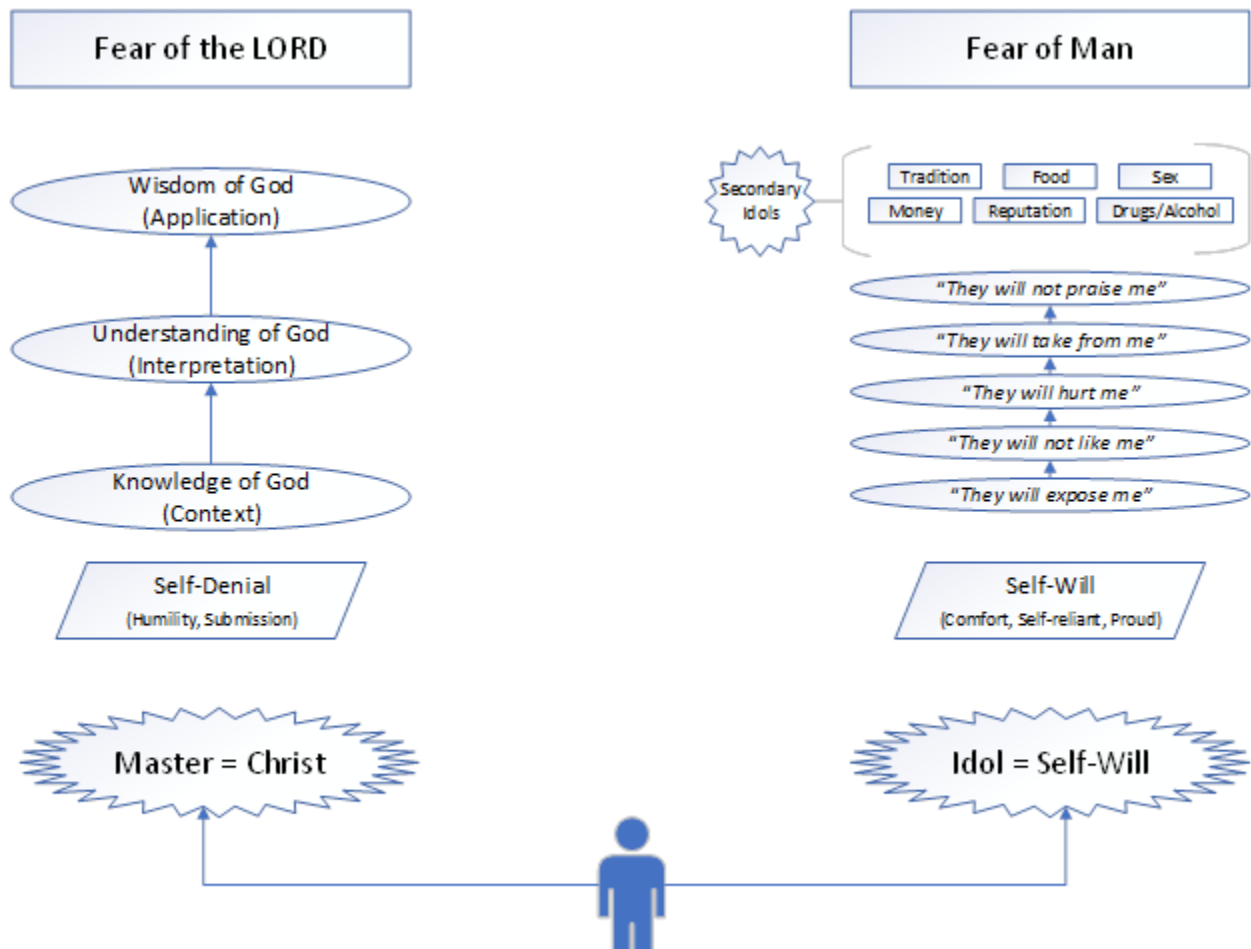 Fear of the LORD
Wisdom of God
(Application)
Understanding of God
(Interpretation)
Knowledge of God
(Context)
Self-Denial
(Humility, Submission)
Master = Christ
Fear of Man
Secondary
Idols
Tradition
Food
Sex
Money
Reputation
Drugs/Alcohol
“They will not praise me”
“They will take from me”
“They will hurt me”
“They will not like me”
“They will expose me”
Self-Will
(Comfort, Self-reliant, Proud)
Idol = Self-Will